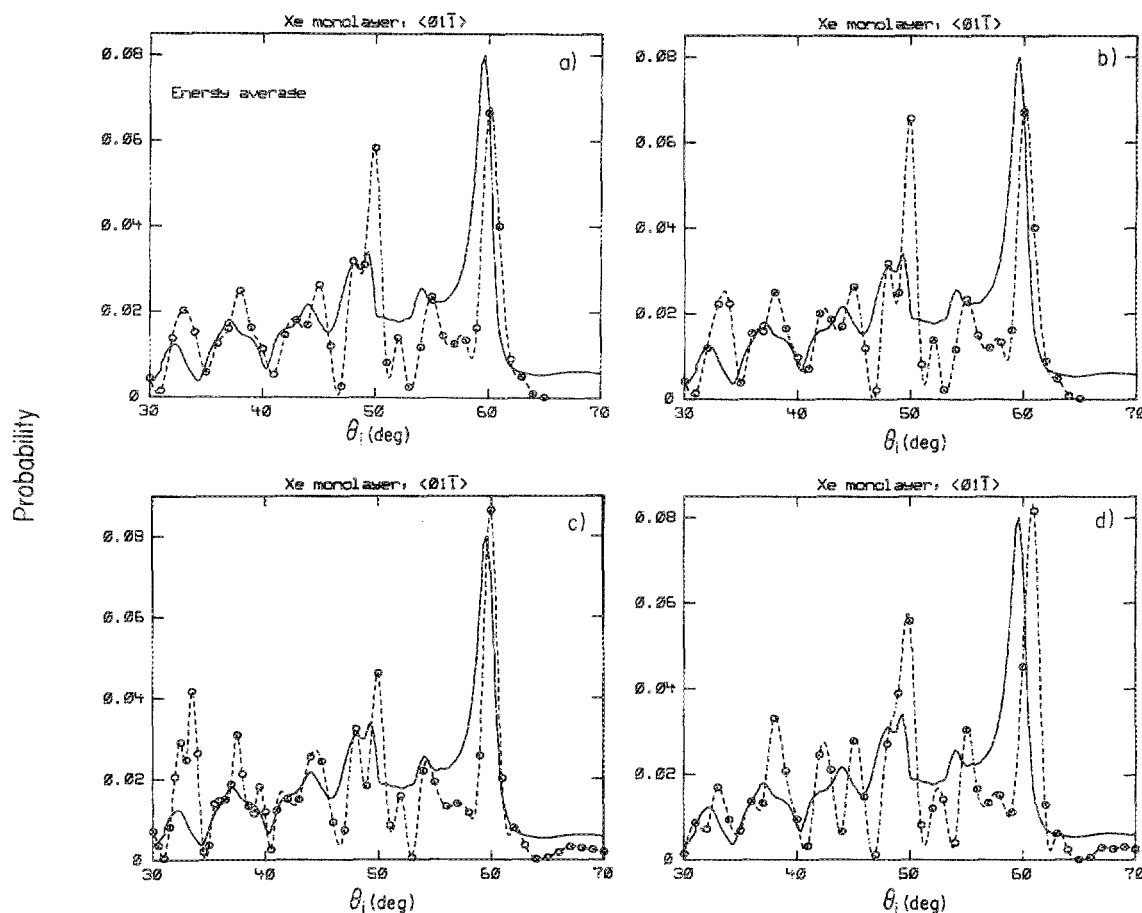 Xe monolayer, <01Ī>
a)
Energy average
0.08
0.06
0.04
0.02
0
30 40 50 60 70
θi (deg)
Xe monolayer, <01Ī>
b)
0.08
0.06
0.04
0.02
0
30 40 50 60 70
θi (deg)
Probability
Xe monolayer, <01Ī>
c)
0.08
0.06
0.04
0.02
0
30 40 50 60 70
θi (deg)
Xe monolayer, <01Ī>
d)
0.08
0.06
0.04
0.02
0
30 40 50 60 70
θi (deg)